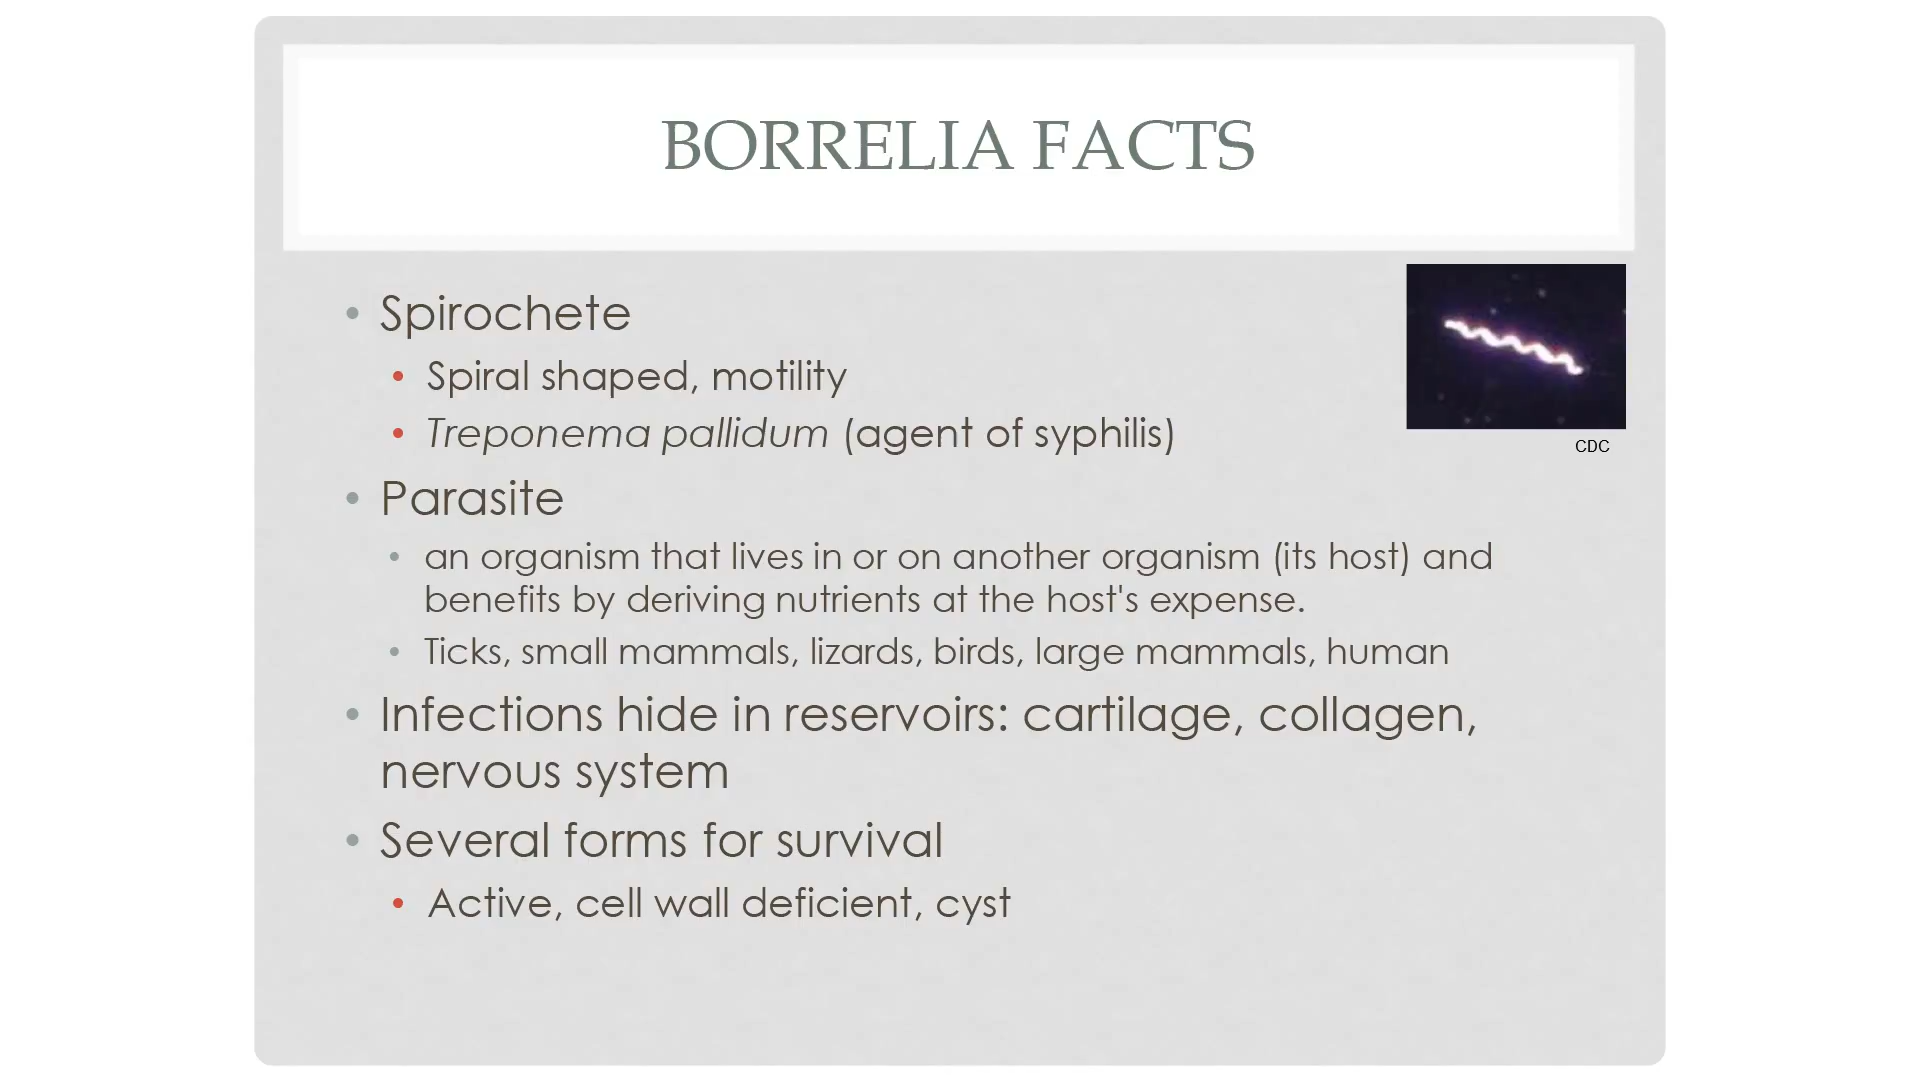 BORRELIA FACTS
• Spirochete
• Spiral shaped, motility
• Treponema pallidum (agent of syphilis)
CDC
• Parasite
• an organism that lives in or on another organism (its host) and
benefits by deriving nutrients at the host's expense.
• Ticks, small mammals, lizards, birds, large mammals, human
• Infections hide in reservoirs: cartilage, collagen,
nervous system
• Several forms for survival
• Active, cell wall deficient, cyst